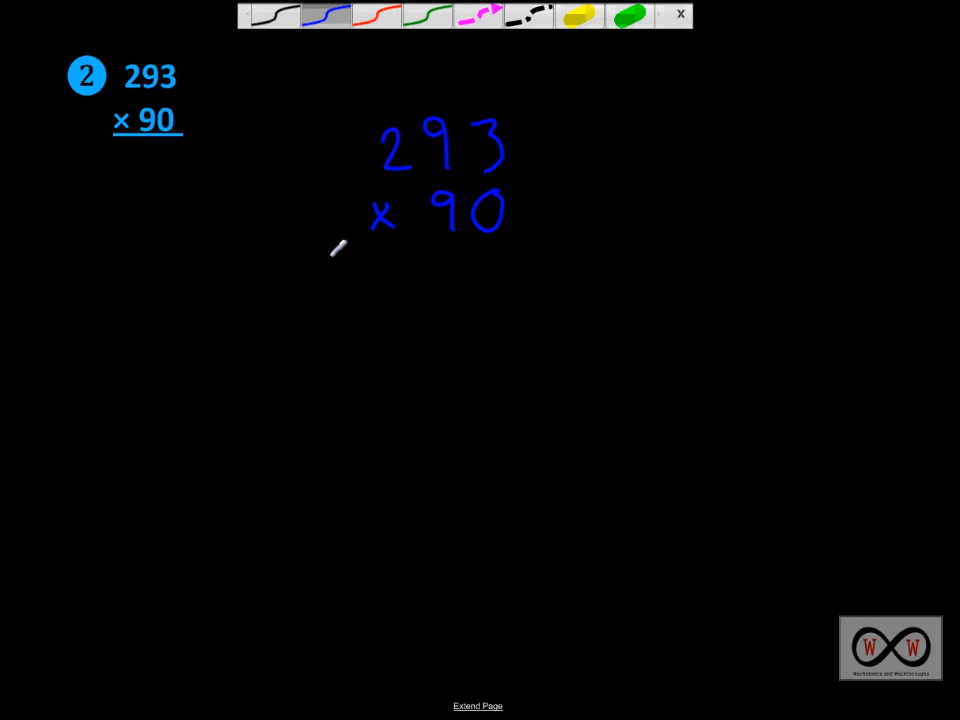 x
2 293
× 90
293
x 90
W W
Worksheets and Walkthroughs
Extend Page